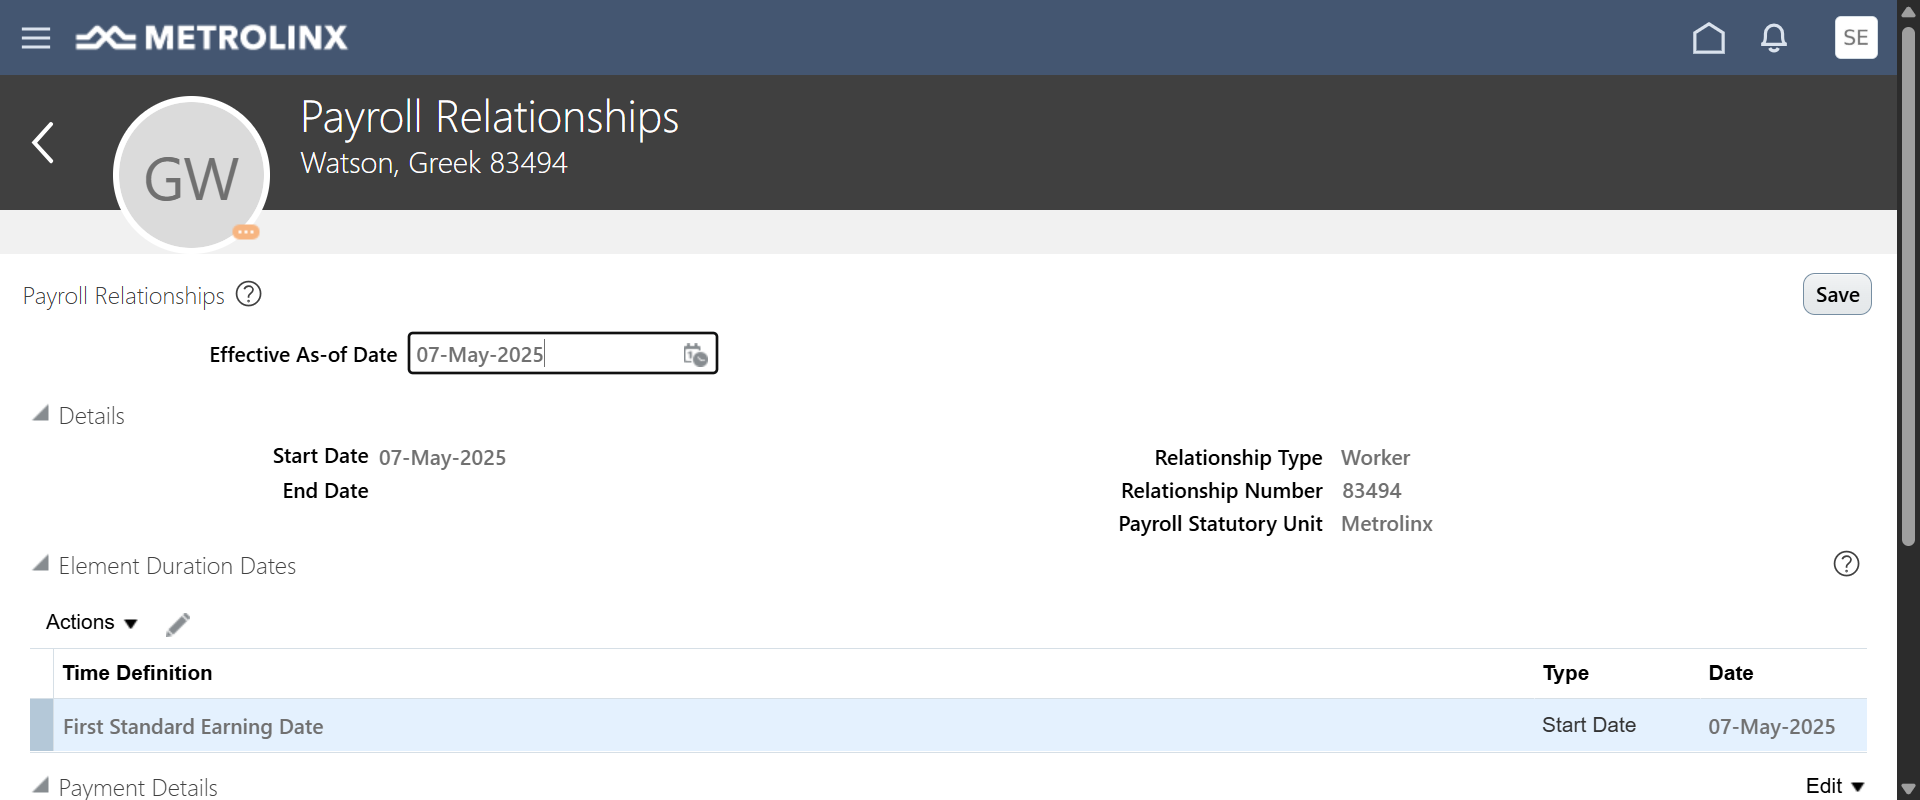 METROLINX
SE
GW
Payroll Relationships
Watson, Greek 83494
Payroll Relationships ?
Save
Effective As-of Date 07-May-2025
Details
Start Date 07-May-2025
End Date
Relationship Type Worker
Relationship Number 83494
Payroll Statutory Unit Metrolinx
Element Duration Dates ?
Actions
Time Definition Type Date
First Standard Earning Date Start Date 07-May-2025
Payment Details Edit